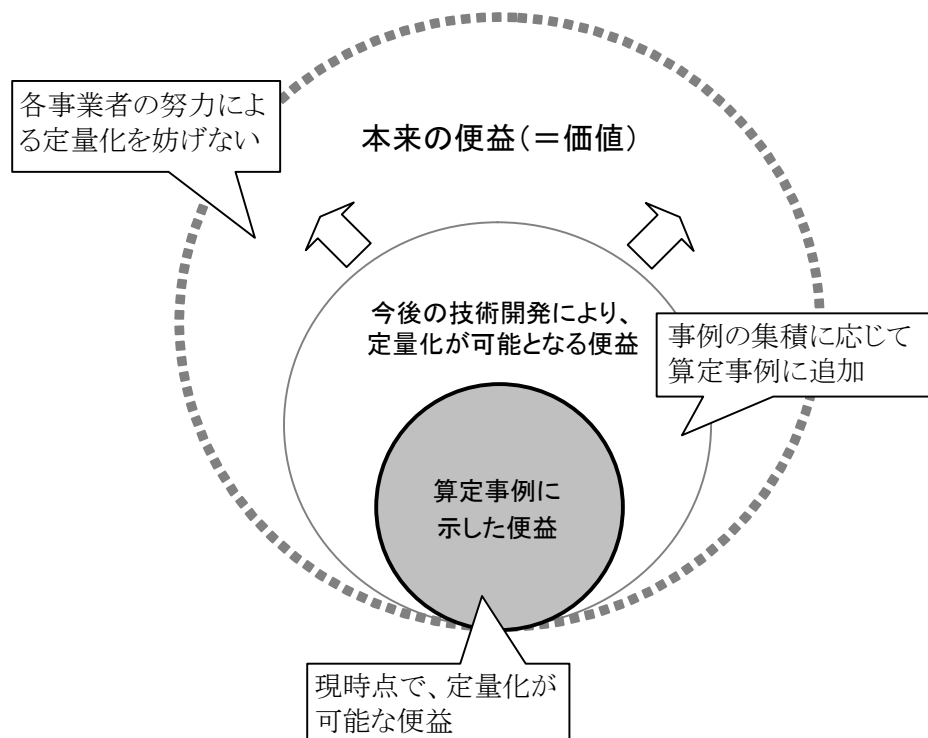 各事業者の努力によ
る定量化を妨げない
本来の便益(=価値)
今後の技術開発により、
定量化が可能となる便益
事例の集積に応じて
算定事例に追加
算定事例に
示した便益
現時点で、定量化が
可能な便益